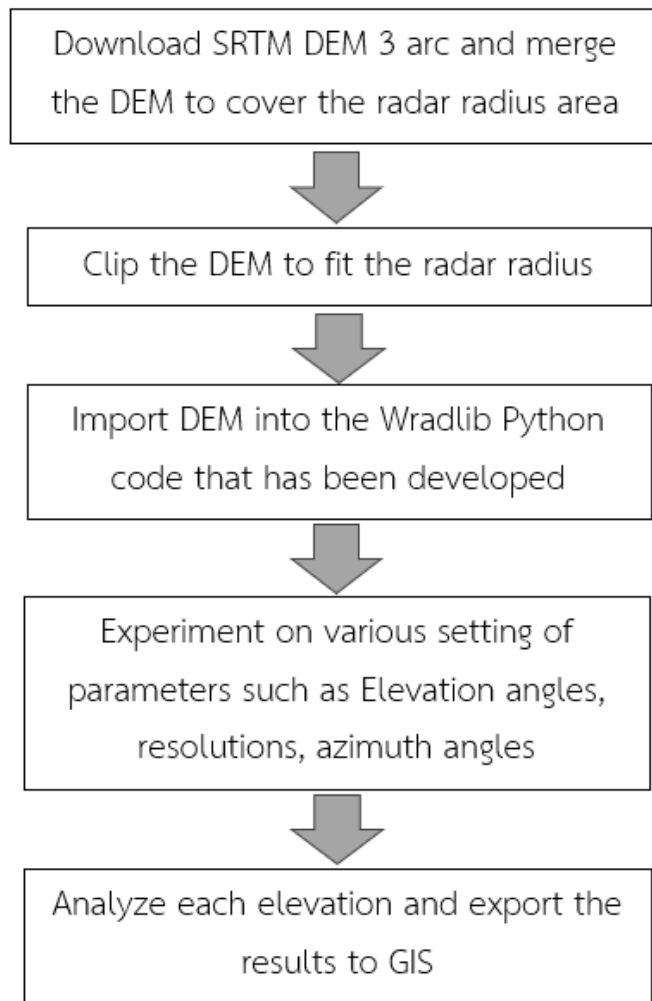 Download SRTM DEM 3 arc and merge
the DEM to cover the radar radius area
Clip the DEM to fit the radar radius
Import DEM into the Wradlib Python
code that has been developed
Experiment on various setting of
parameters such as Elevation angles,
resolutions, azimuth angles
Analyze each elevation and export the
results to GIS